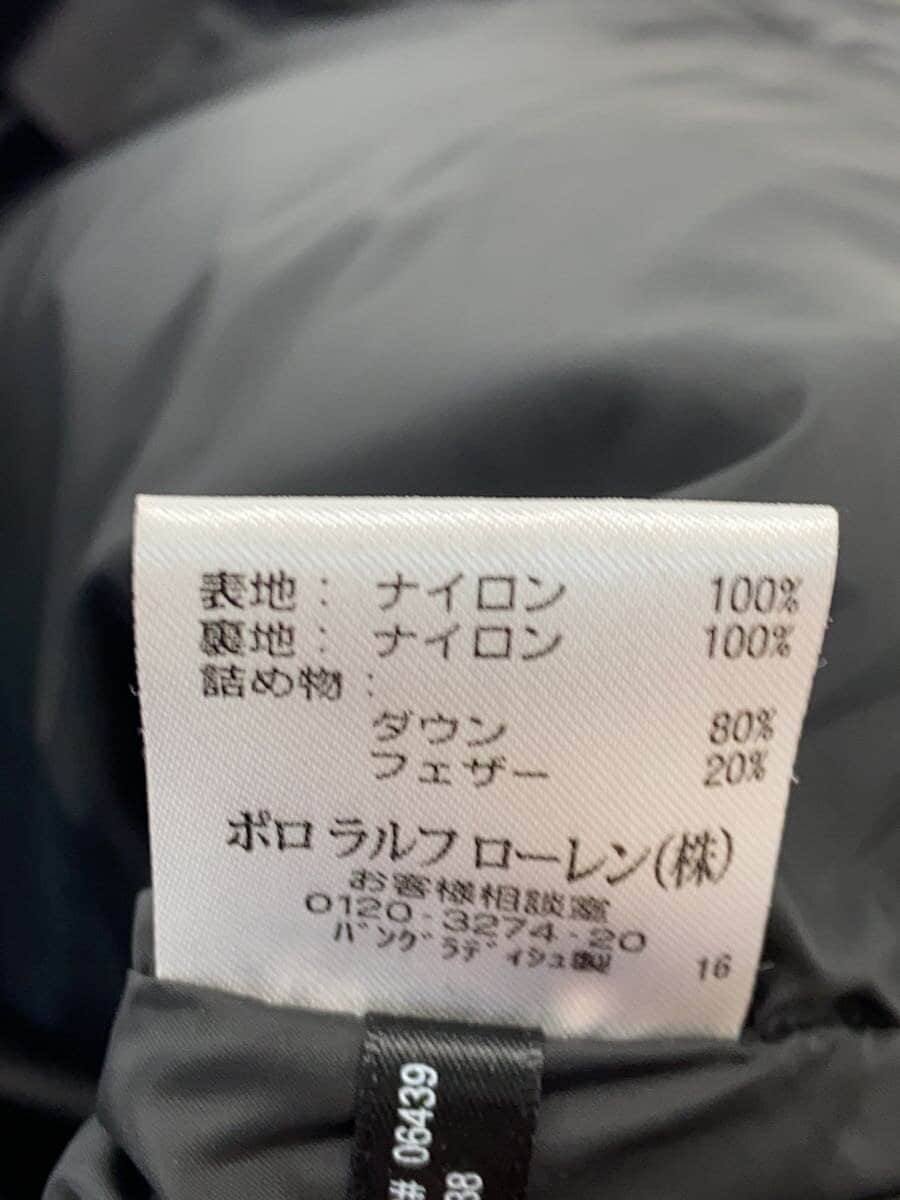 表地： ナイロン 100%
裏地： ナイロン 100%
詰め物：
ダウン 80%
フェザー 20%
ポロ ラルフ ローレン(株)
お客様相談室
0120-3274-20
バングラディシュ製
16
# 06439